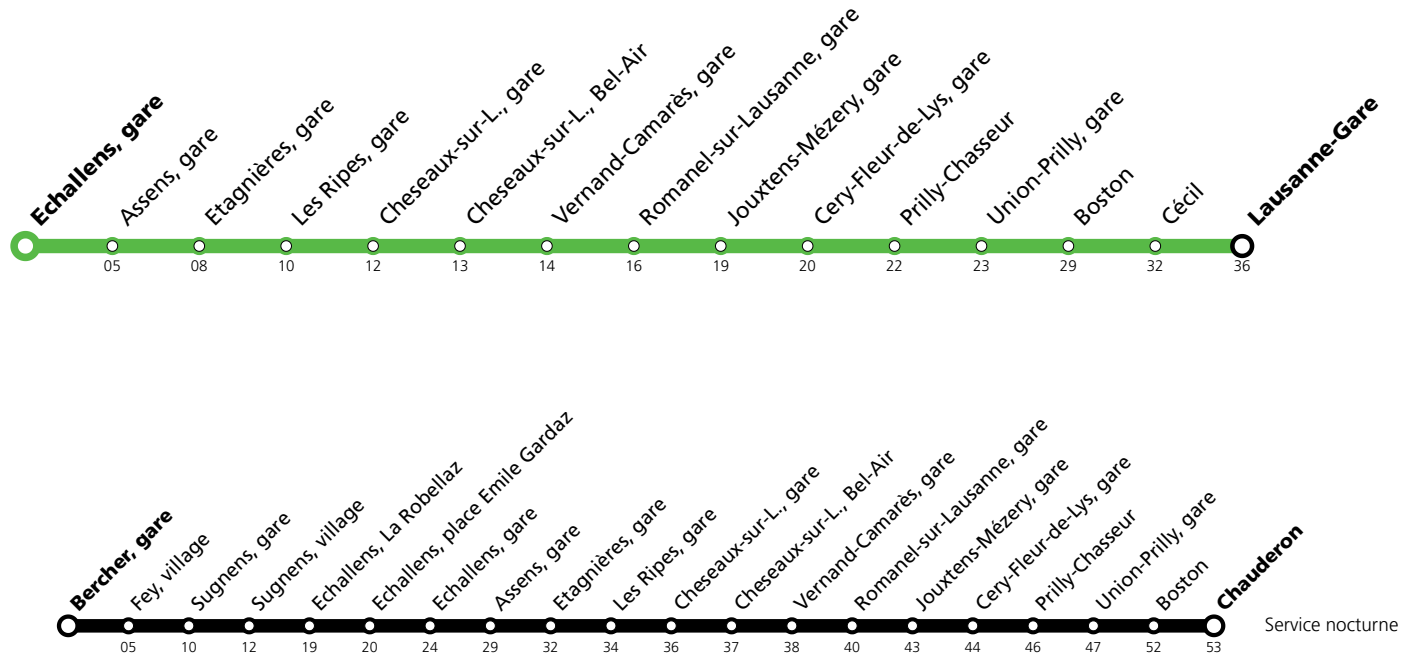 Echallens, gare
Assens, gare
Etagnières, gare
Les Ripes, gare
Cheseaux-sur-L., gare
Cheseaux-sur-L., Bel-Air
Vernand-Camarès, gare
Romanel-sur-Lausanne, gare
Jouxtens-Mézery, gare
Cery-Fleur-de-Lys, gare
Prilly-Chasseur
Union-Prilly, gare
Boston
Cécil
Lausanne-Gare
05 08 10 12 13 14 16 19 20 22 23 29 32 36
Bercher, gare
Fey, village
Sugnens, gare
Sugnens, village
Echallens, La Robellaz
Echallens, place Emile Gardaz
Echallens, gare
Assens, gare
Etagnières, gare
Les Ripes, gare
Cheseaux-sur-L., gare
Cheseaux-sur-L., Bel-Air
Vernand-Camarès, gare
Romanel-sur-Lausanne, gare
Jouxtens-Mézery, gare
Cery-Fleur-de-Lys, gare
Prilly-Chasseur
Union-Prilly, gare
Boston
Chauderon
Service nocturne
05 10 12 19 20 24 29 32 34 36 37 38 40 43 44 46 47 52 53